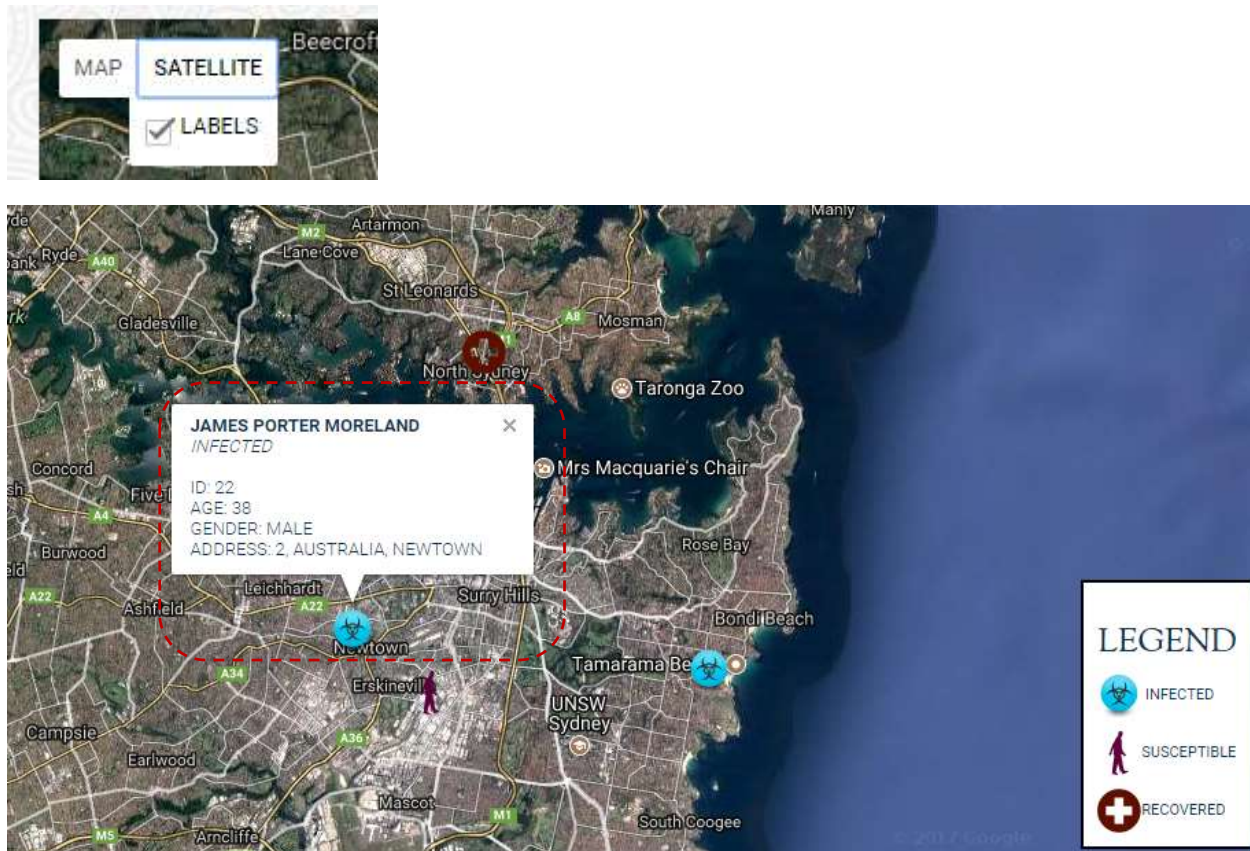 Beecroft
MAP SATELLITE
LABELS
Manly
Artarmon
M2
Lane Cove
Ryde
A40
St Leonards
Gladesville
A8
Mosman
North Sydney
Taronga Zoo
JAMES PORTER MORELAND
INFECTED
ID: 22
AGE: 38
GENDER: MALE
ADDRESS: 2, AUSTRALIA, NEWTOWN
Mrs Macquarie's Chair
Concord
Five
A4
Burwood
Rose Bay
A22
Leichhardt
Surry Hills
Ashfield
A22
Bondi Beach
Newtown
Tamarama Be
A34
Erskinevill
UNSW
Sydney
Campsie
A36
Earlwood
Mascot
M1
South Coogee
M5
Arncliffe
© 2017 Google
LEGEND
INFECTED
SUSCEPTIBLE
RECOVERED